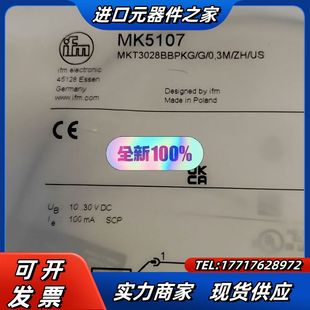 进口元器件之家
ifm
MK5107
MKT3028BBPKG/G/0,3M/ZH/US
ifm electronic
45128 Essen
Germany
www.ifm.com
Designed by ifm
Made in Poland
CE
全新100%
UK
CA
UB 10...30 V DC
Ie 100 mA SCP
1
可开发票
TEL:17717628972
实力商家 现货供应